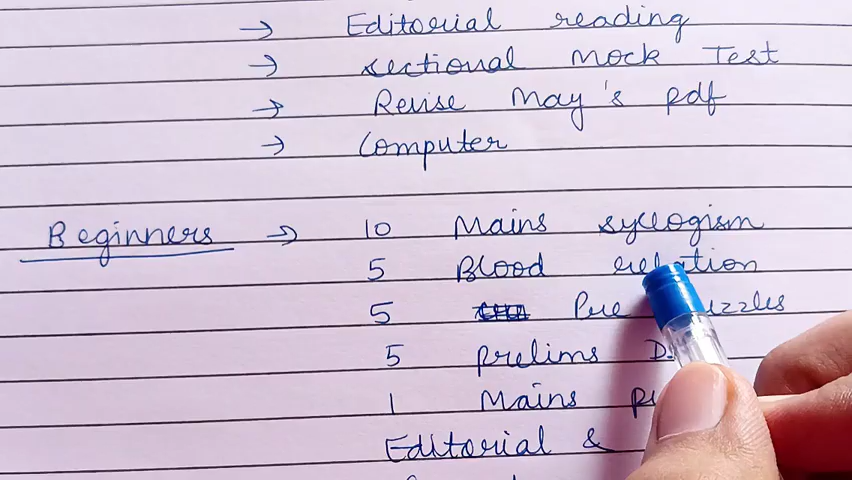 → Editorial reading
→ sectional Mock Test
→ Revise May's pdf
→ Computer
Beginners → 10 Mains syllogism
5 Blood relation
5 Pre
5 prelims
1 Mains
Editorial &